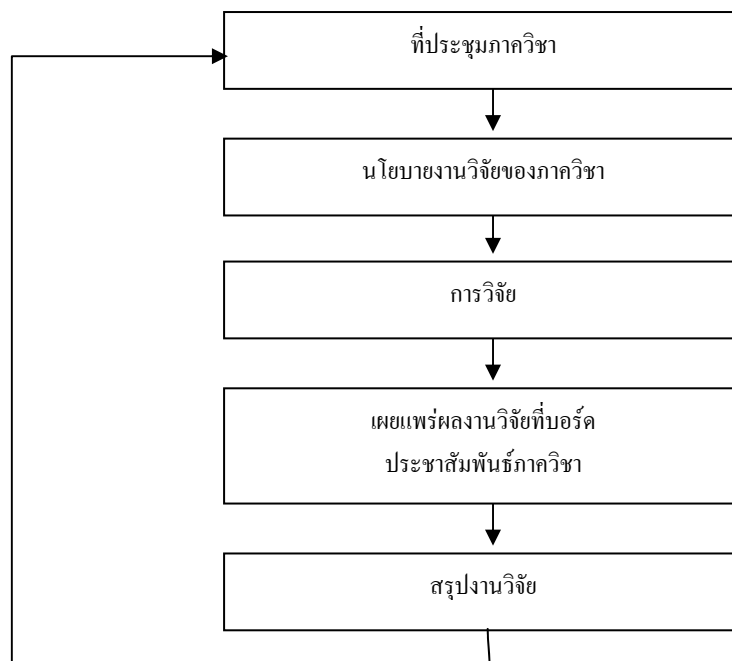 ที่ประชุมภาควิชา
นโยบายงานวิจัยของภาควิชา
การวิจัย
เผยแพร่ผลงานวิจัยที่บอร์ด
ประชาสัมพันธ์ภาควิชา
สรุปงานวิจัย